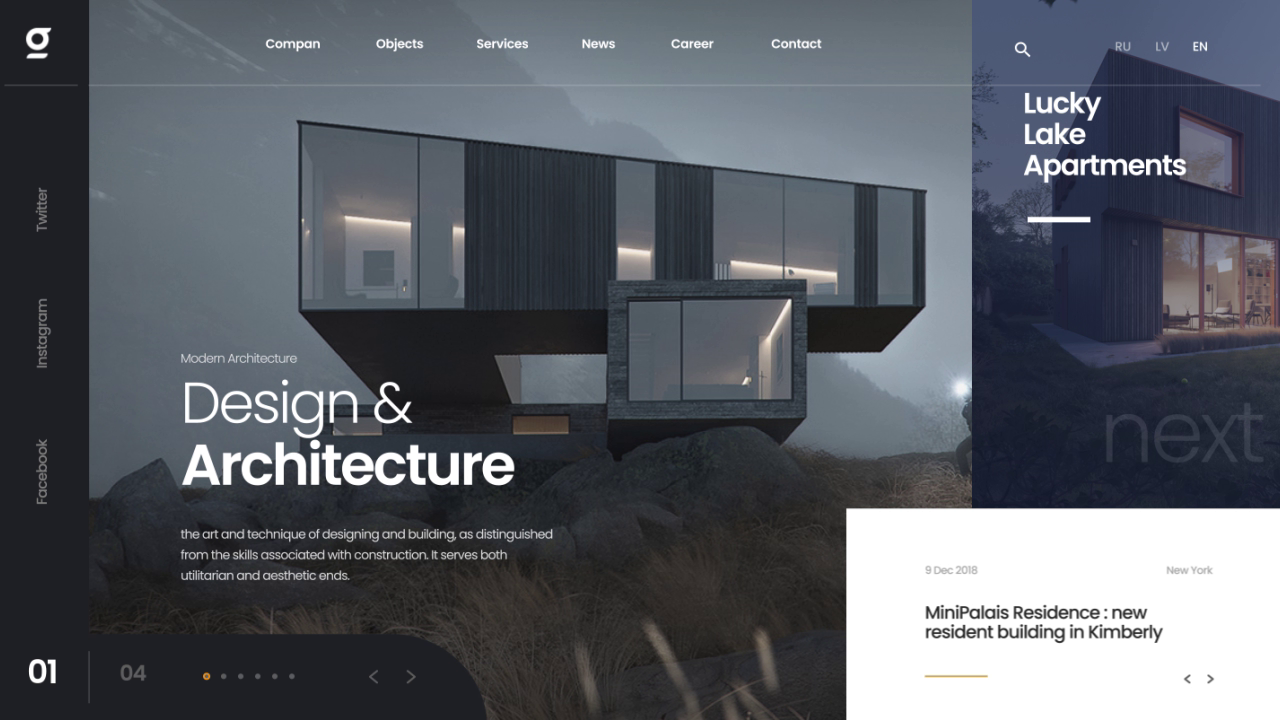 g
Compan Objects Services News Career Contact
RU LV EN
Lucky
Lake
Apartments
Twitter
Instagram
Facebook
Modern Architecture
Design &
Architecture
the art and technique of designing and building, as distinguished
from the skills associated with construction. It serves both
utilitarian and aesthetic ends.
next
9 Dec 2018 New York
MiniPalais Residence : new
resident building in Kimberly
01 04